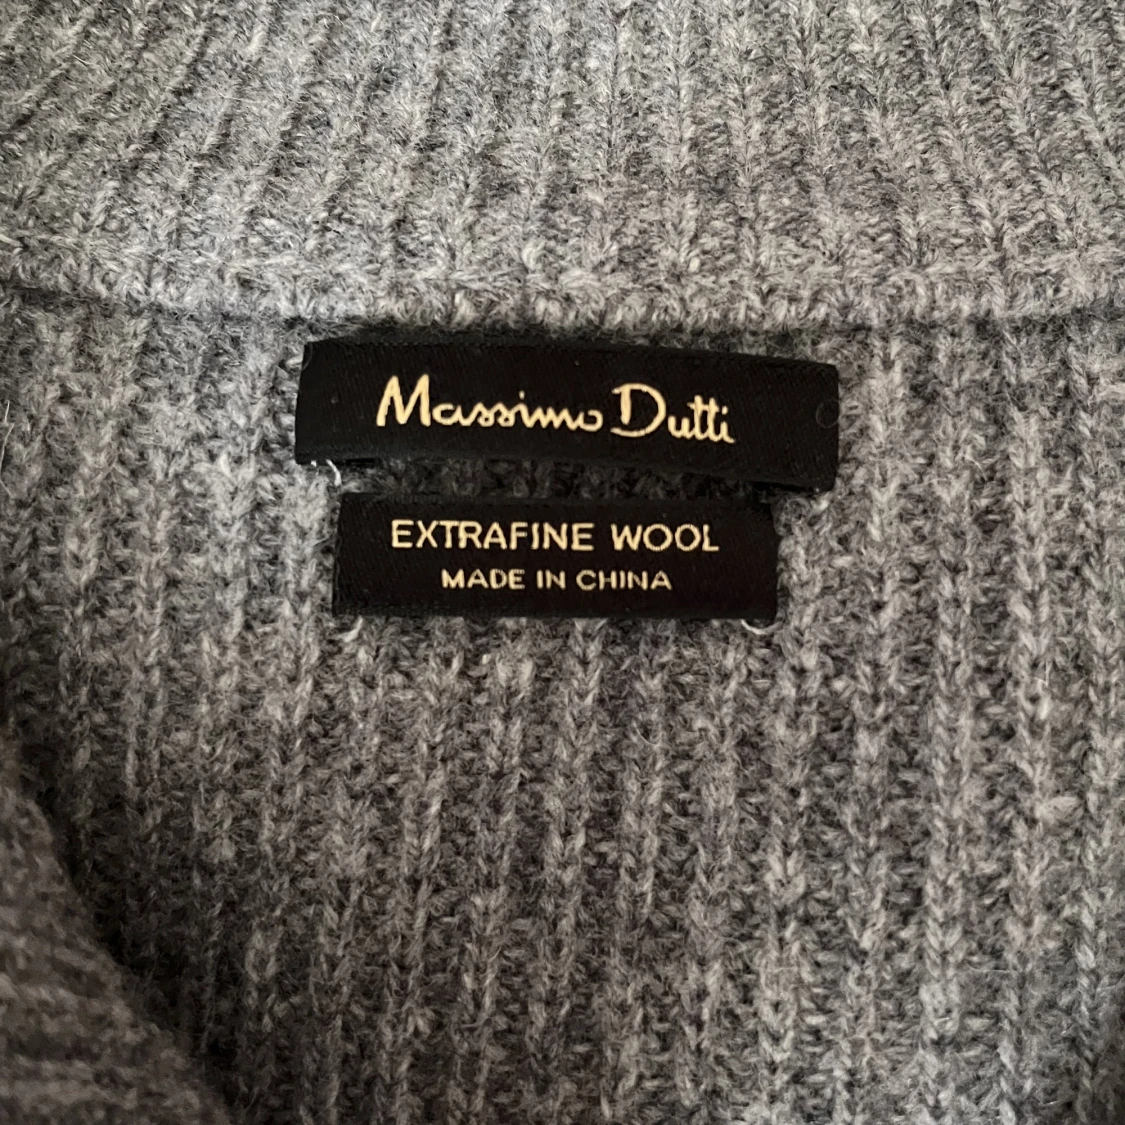 Massimo Dutti
EXTRAFINE WOOL
MADE IN CHINA